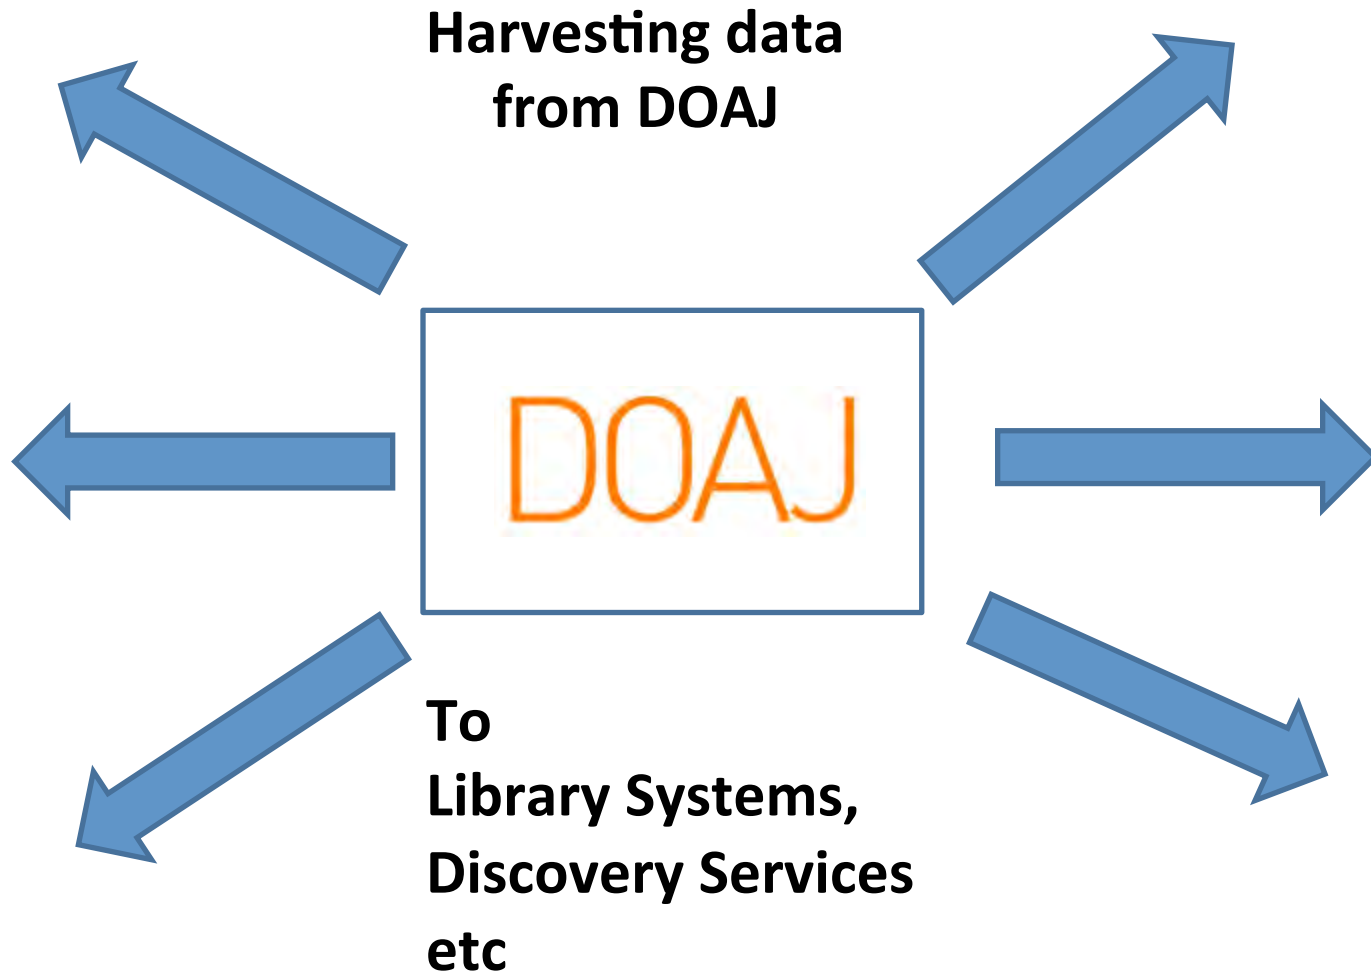 Harvesting data
from DOAJ
DOAJ
To
Library Systems,
Discovery Services
etc